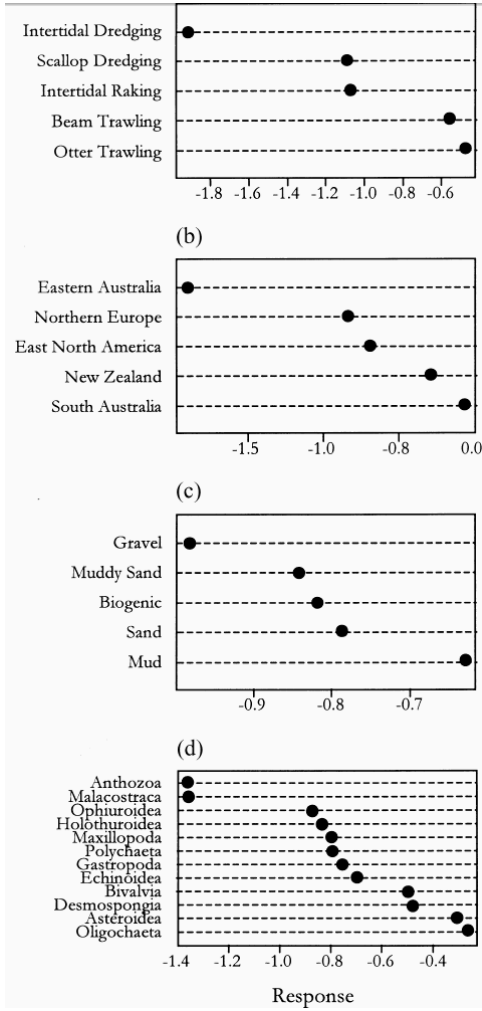 Intertidal Dredging
Scallop Dredging
Intertidal Raking
Beam Trawling
Otter Trawling
-1.8 -1.6 -1.4 -1.2 -1.0 -0.8 -0.6
(b)
Eastern Australia
Northern Europe
East North America
New Zealand
South Australia
-1.5 -1.0 -0.8 0.0
(c)
Gravel
Muddy Sand
Biogenic
Sand
Mud
-0.9 -0.8 -0.7
(d)
Anthozoa
Malacostraca
Ophiuroidea
Holothuroidea
Maxillopoda
Polychaeta
Gastropoda
Echinoidea
Bivalvia
Desmospongia
Asteroidea
Oligochaeta
-1.4 -1.2 -1.0 -0.8 -0.6 -0.4
Response